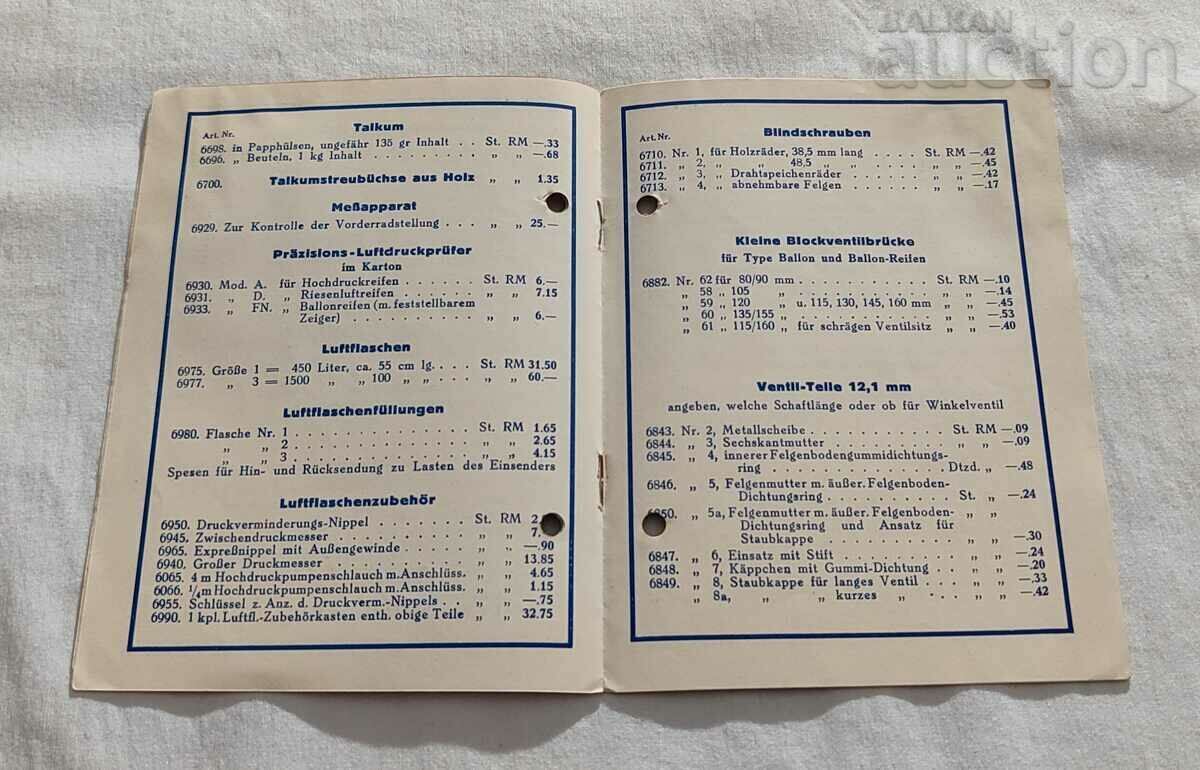 BALKAN
auction
Talkum
Art. Nr.
6698. in Papphülsen, ungefähr 135 gr Inhalt . . St. RM —.33
6696. „ Beuteln, 1 kg Inhalt . . . . . . . . . „ „ —.68
6700. Talkumstreubüchse aus Holz „ „ 1.35
Meßapparat
6929. Zur Kontrolle der Vorderradstellung . . . „ „ 25.—
Präzisions-Luftdruckprüfer
im Karton
6930. Mod. A. für Hochdruckreifen . . . . . . . St. RM 6.—
6931. „ D. „ Riesenluftreifen . . . . . . . „ „ 7.15
6933. „ FN. „ Ballonreifen (m. feststellbarem
Zeiger) . . . . . . . . . . . „ „ 6.—
Luftflaschen
6975. Größe 1 = 450 Liter, ca. 55 cm lg. . . . St. RM 31.50
6977. „ 3 = 1500 „ „ 100 „ „ . . . „ „ 60.—
Luftflaschenfüllungen
6980. Flasche Nr. 1 . . . . . . . . . . . . . . St. RM 1.65
„ „ 2 . . . . . . . . . . . . . . „ „ 2.65
„ „ 3 . . . . . . . . . . . . . . „ „ 4.15
Spesen für Hin- und Rücksendung zu Lasten des Einsenders
Luftflaschenzubehör
6950. Druckverminderungs-Nippel . . . . . . . St. RM 2.
6945. Zwischendruckmesser . . . . . . . . . . „ „ 7.
6965. Expreßnippel mit Außengewinde . . . . . „ „ —.90
6940. Großer Druckmesser . . . . . . . . . . „ „ 13.85
6065. 4 m Hochdruckpumpenschlauch m. Anschlüss. „ „ 4.65
6066. 1/4 m Hochdruckpumpenschlauch m. Anschlüss. „ „ 1.15
6955. Schlüssel z. Anz. d. Druckverm.-Nippels . . „ „ —.75
6990. 1 kpl. Luftfl.-Zubehörkasten enth. obige Teile „ „ 32.75
Blindschrauben
Art. Nr.
6710. Nr. 1, für Holzräder, 38,5 mm lang . . . . St. RM —.42
6711. „ 2, „ „ 48,5 „ . . . . . . „ „ —.45
6712. „ 3, „ Drahtspeichenräder . . . . . . „ „ —.42
6713. „ 4, „ abnehmbare Felgen . . . . . . „ „ —.17
Kleine Blockventilbrücke
für Type Ballon und Ballon-Reifen
6882. Nr. 62 für 80/90 mm . . . . . . . . . . . St. RM —.10
„ 58 „ 105 „ . . . . . . . . . . . „ „ —.14
„ 59 „ 120 „ u. 115, 130, 145, 160 mm „ „ —.45
„ 60 „ 135/155 „ . . . . . . . . . . . „ „ —.53
„ 61 „ 115/160 „ für schrägen Ventilsitz „ „ —.40
Ventil-Teile 12,1 mm
angeben, welche Schaftlänge oder ob für Winkelventil
6843. Nr. 2, Metallscheibe . . . . . . . . . . St. RM —.09
6844. „ 3, Sechskantmutter . . . . . . . . . „ „ —.09
6845. „ 4, innerer Felgenbodengummidichtungs-
ring . . . . . . . . . . . . . . Dtzd. „ —.48
6846. „ 5, Felgenmutter m. äußer. Felgenboden-
Dichtungsring . . . . . . . . . St. „ —.24
850. „ 5a, Felgenmutter m. äußer. Felgenboden- „ „
Dichtungsring und Ansatz für
Staubkappe . . . . . . . . . . . „ „ —.30
6847. „ 6, Einsatz mit Stift . . . . . . . . . „ „ —.24
6848. „ 7, Käppchen mit Gummi-Dichtung . . . „ „ —.20
6849. „ 8, Staubkappe für langes Ventil . . . „ „ —.33
„ 8a, „ „ kurzes „ . . . „ „ —.42